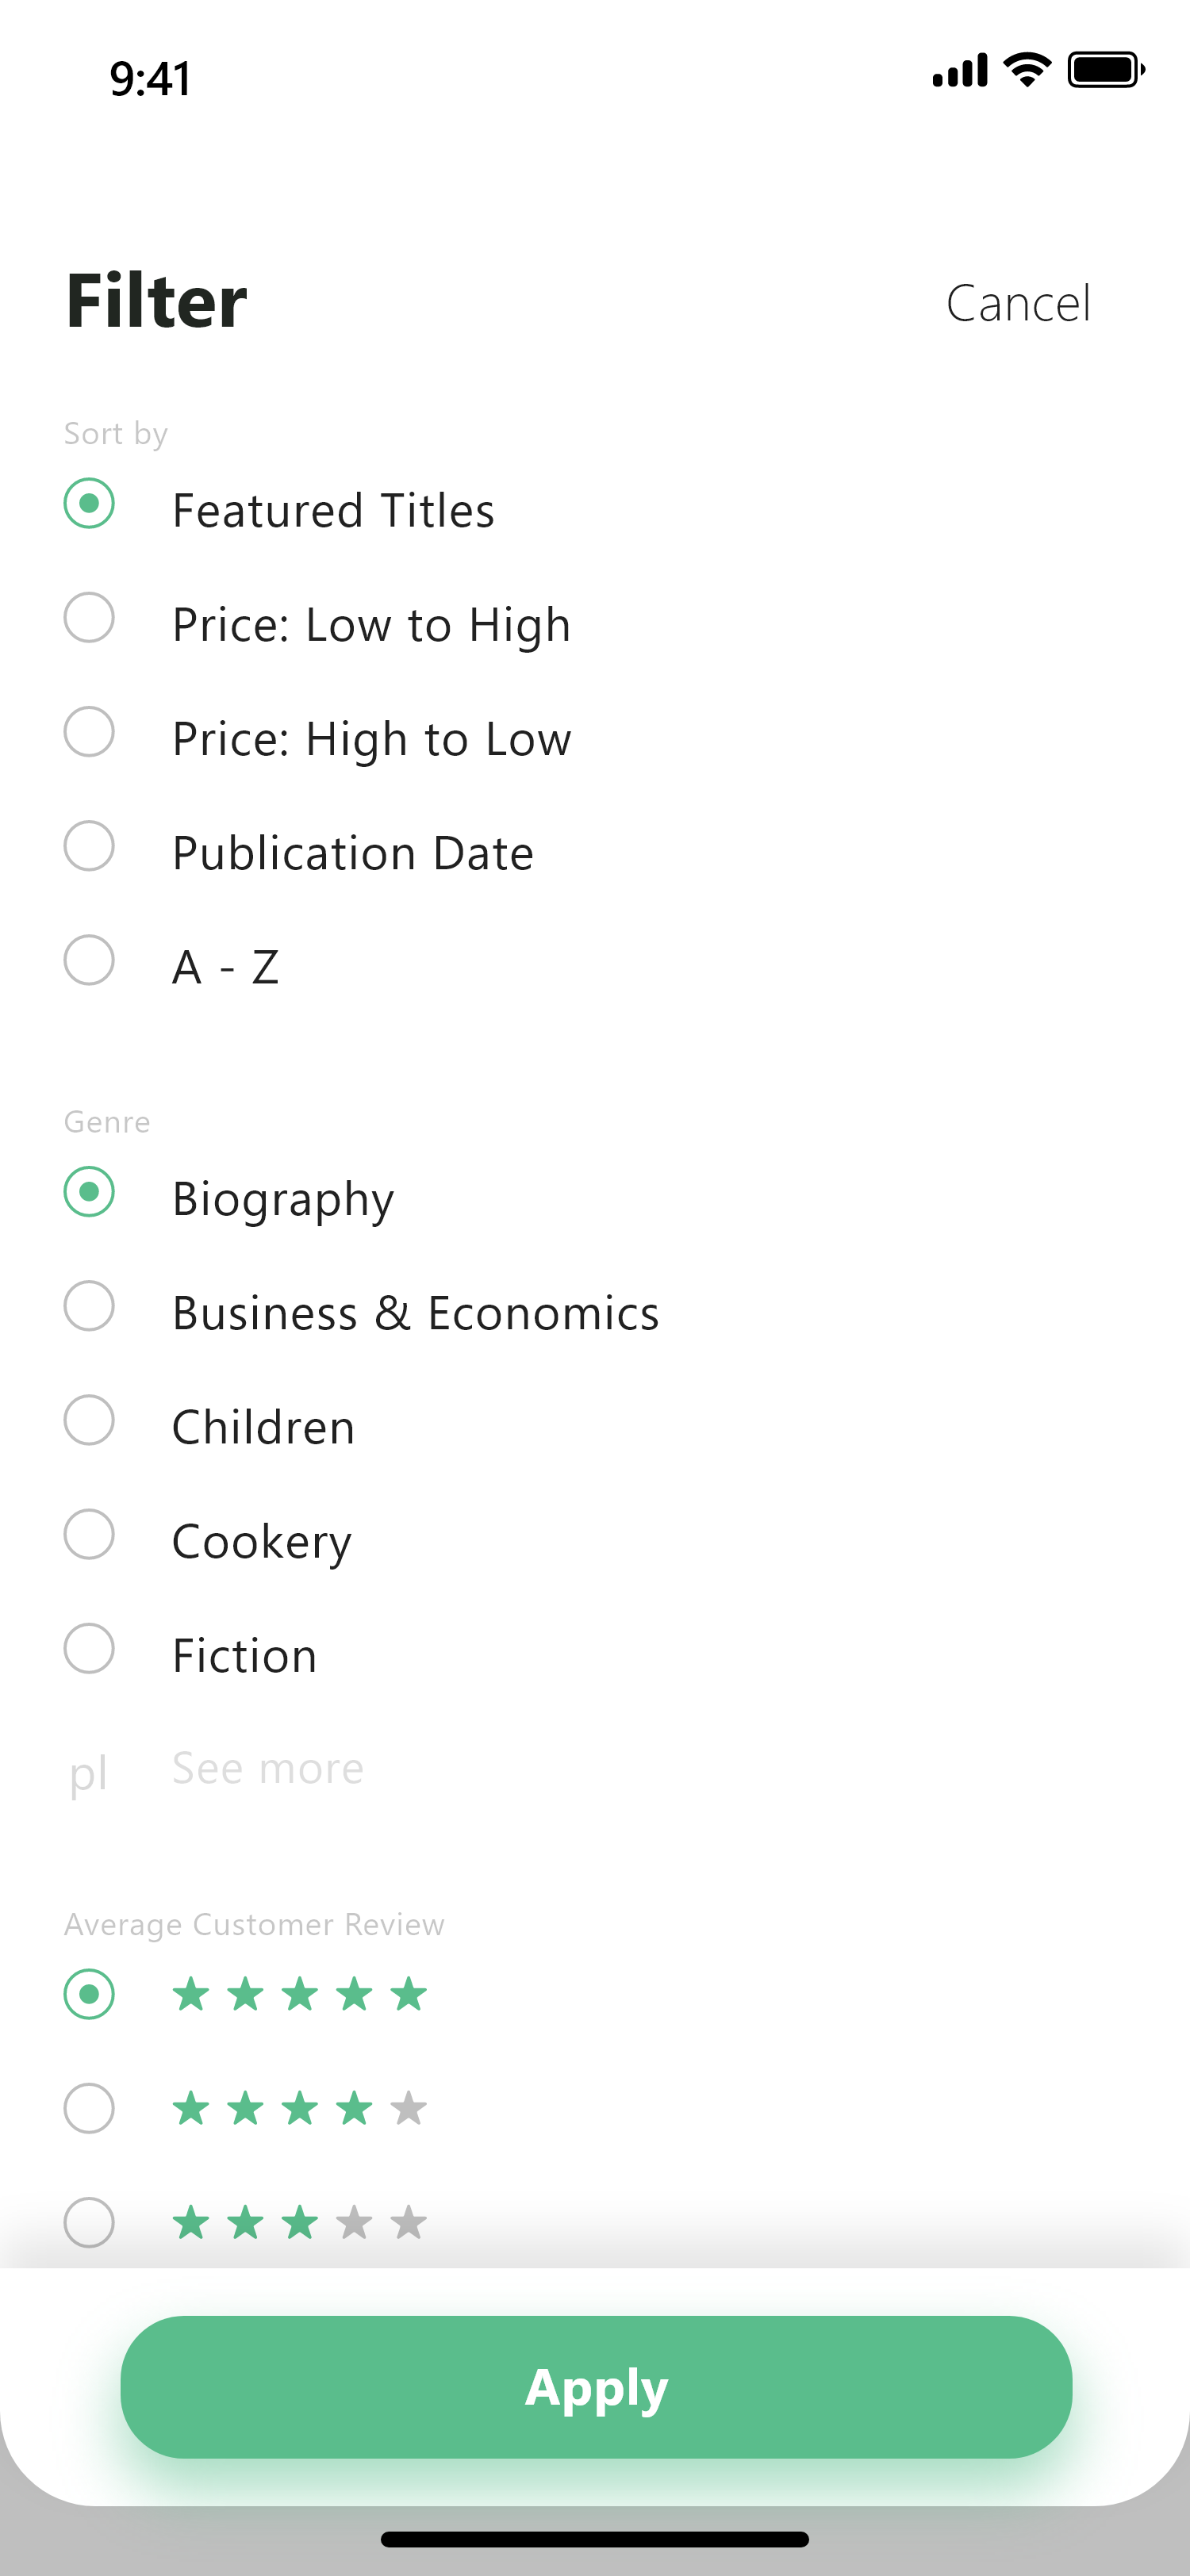 9:41
Filter
Cancel
Sort by
Featured Titles
Price: Low to High
Price: High to Low
Publication Date
A - Z
Genre
Biography
Business & Economics
Children
Cookery
Fiction
pl See more
Average Customer Review
Apply